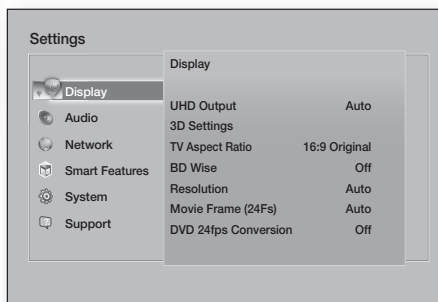 Settings
Display
Audio
Network
Smart Features
System
Support
Display
UHD Output Auto
3D Settings
TV Aspect Ratio 16:9 Original
BD Wise Off
Resolution Auto
Movie Frame (24Fs) Auto
DVD 24fps Conversion Off